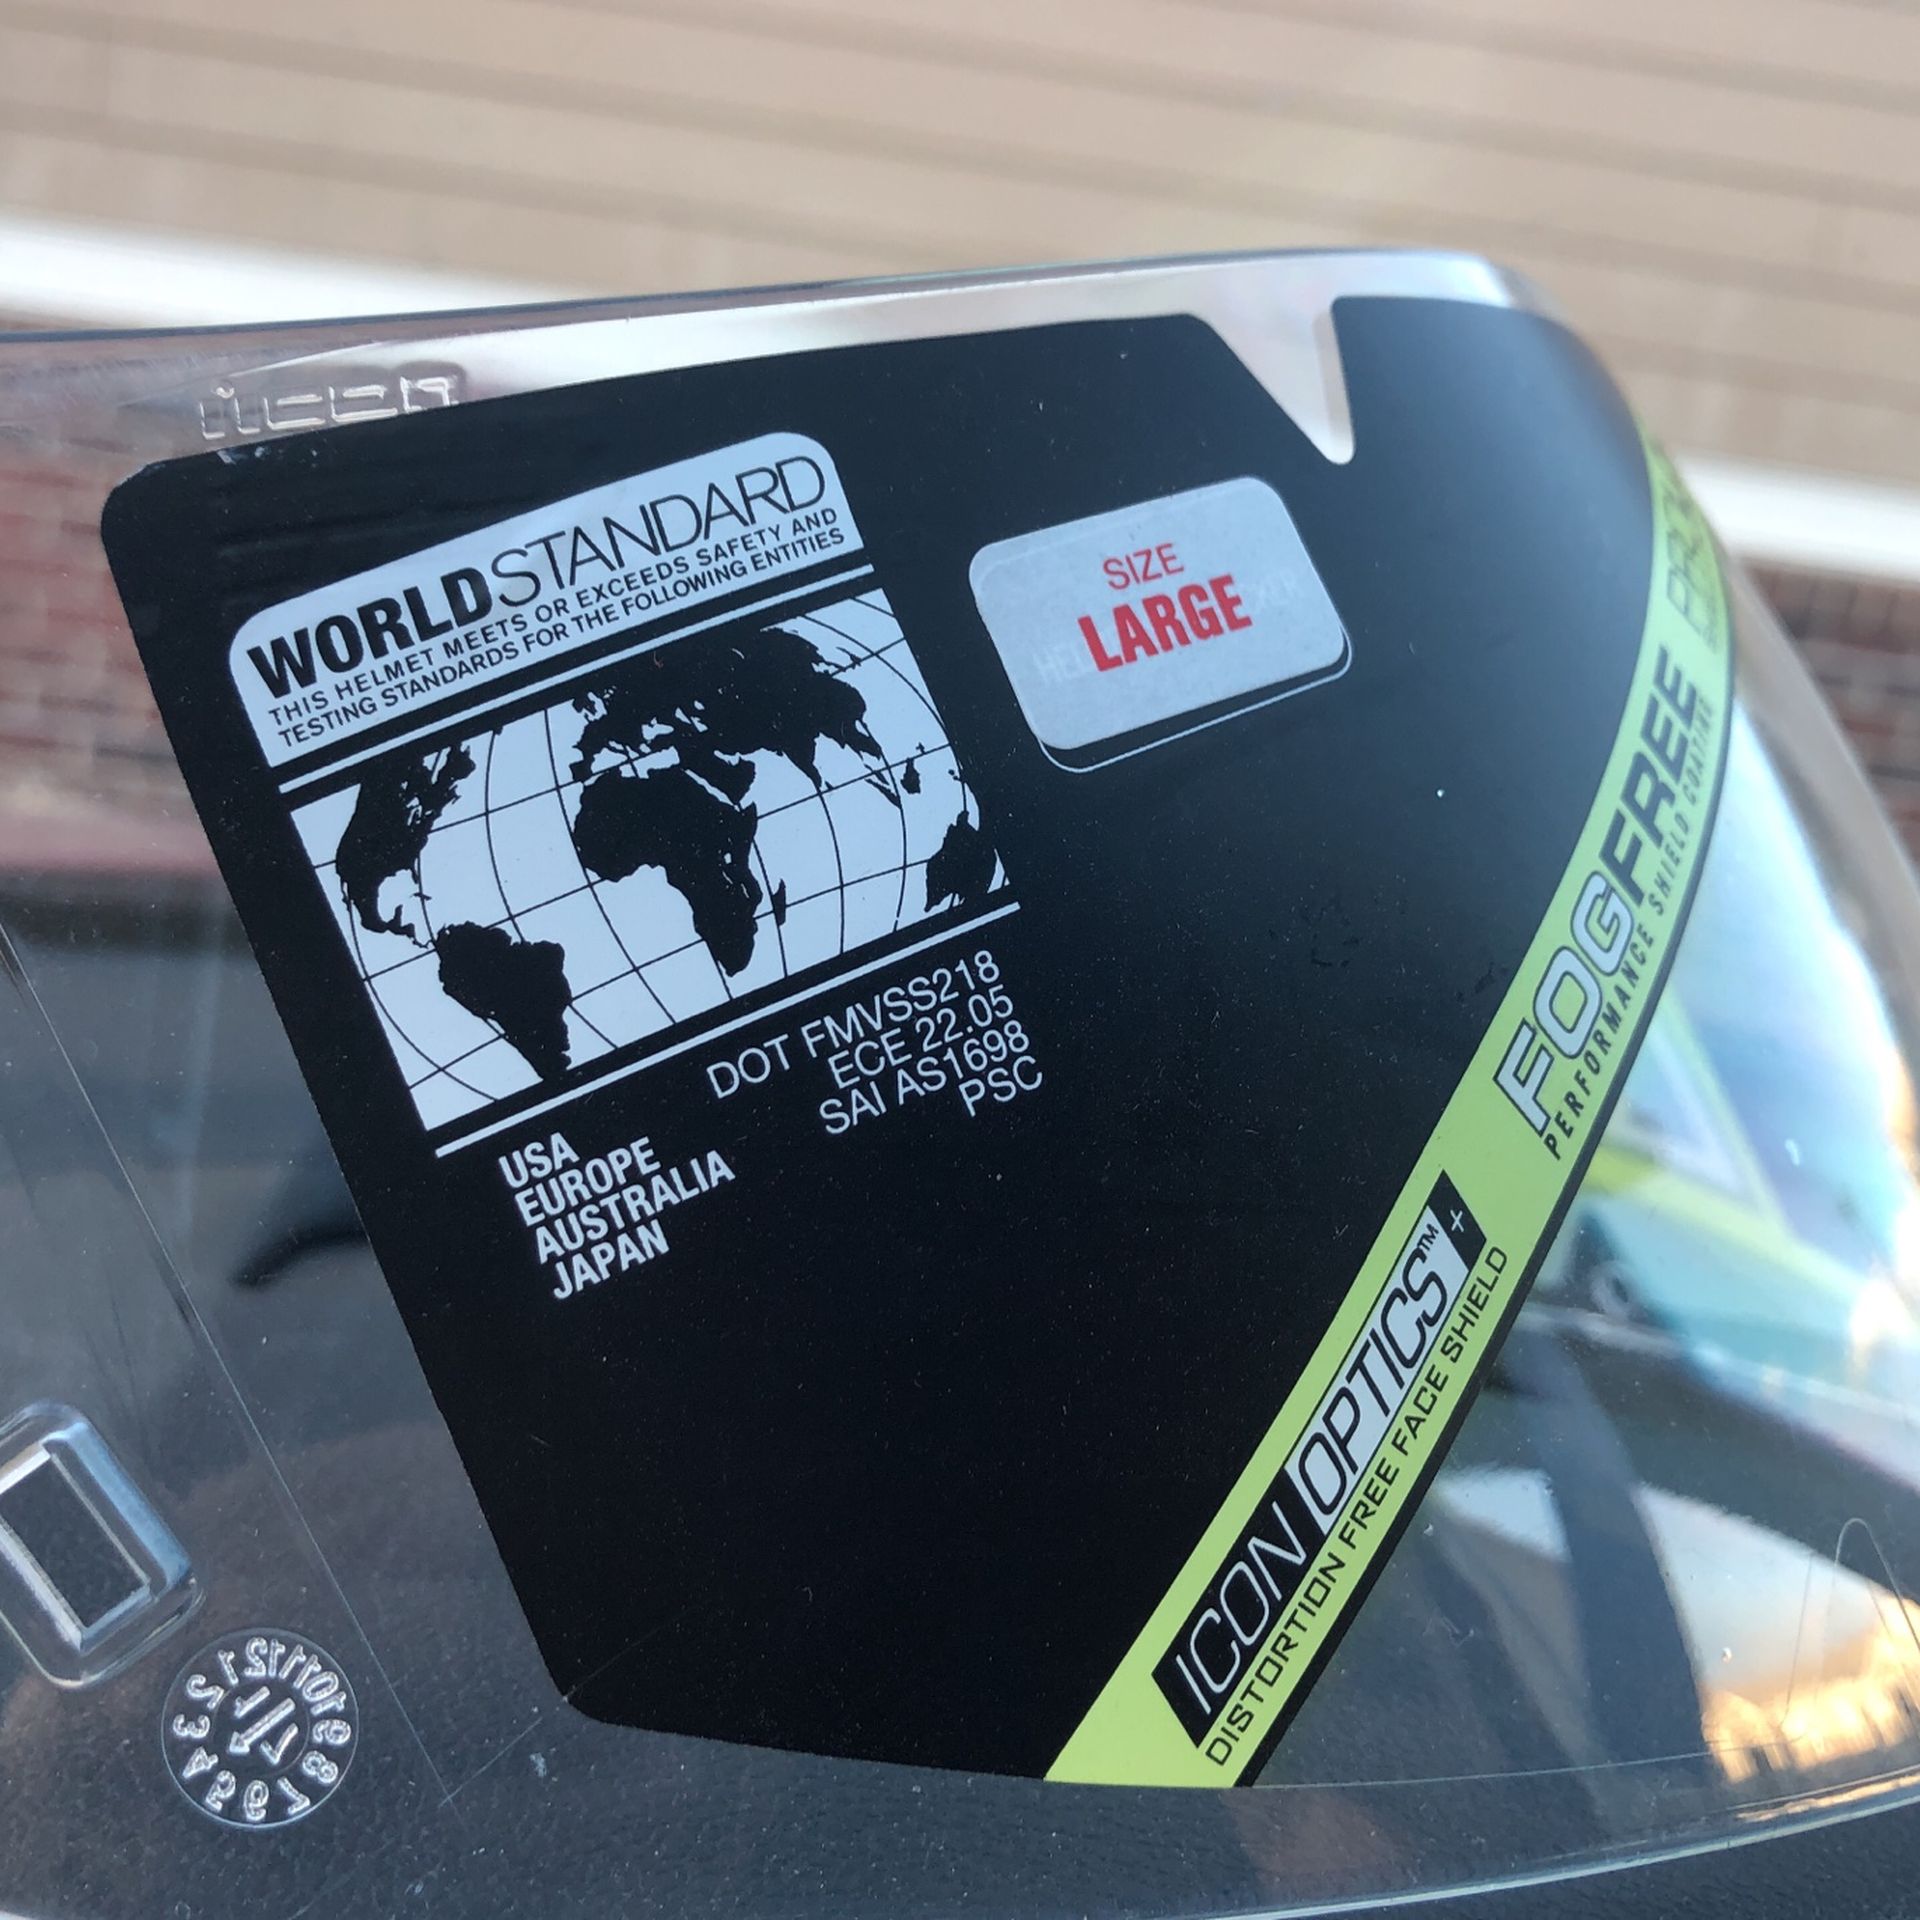 icon
WORLDSTANDARD
THIS HELMET MEETS OR EXCEEDS SAFETY AND
TESTING STANDARDS FOR THE FOLLOWING ENTITIES
SIZE
LARGE
USA DOT FMVSS218
EUROPE ECE 22.05
AUSTRALIA SAI AS1698
JAPAN PSC
FOGFREE
PERFORMANCE SHIELD COATING
ICON OPTICS™ +
DISTORTION FREE FACE SHIELD